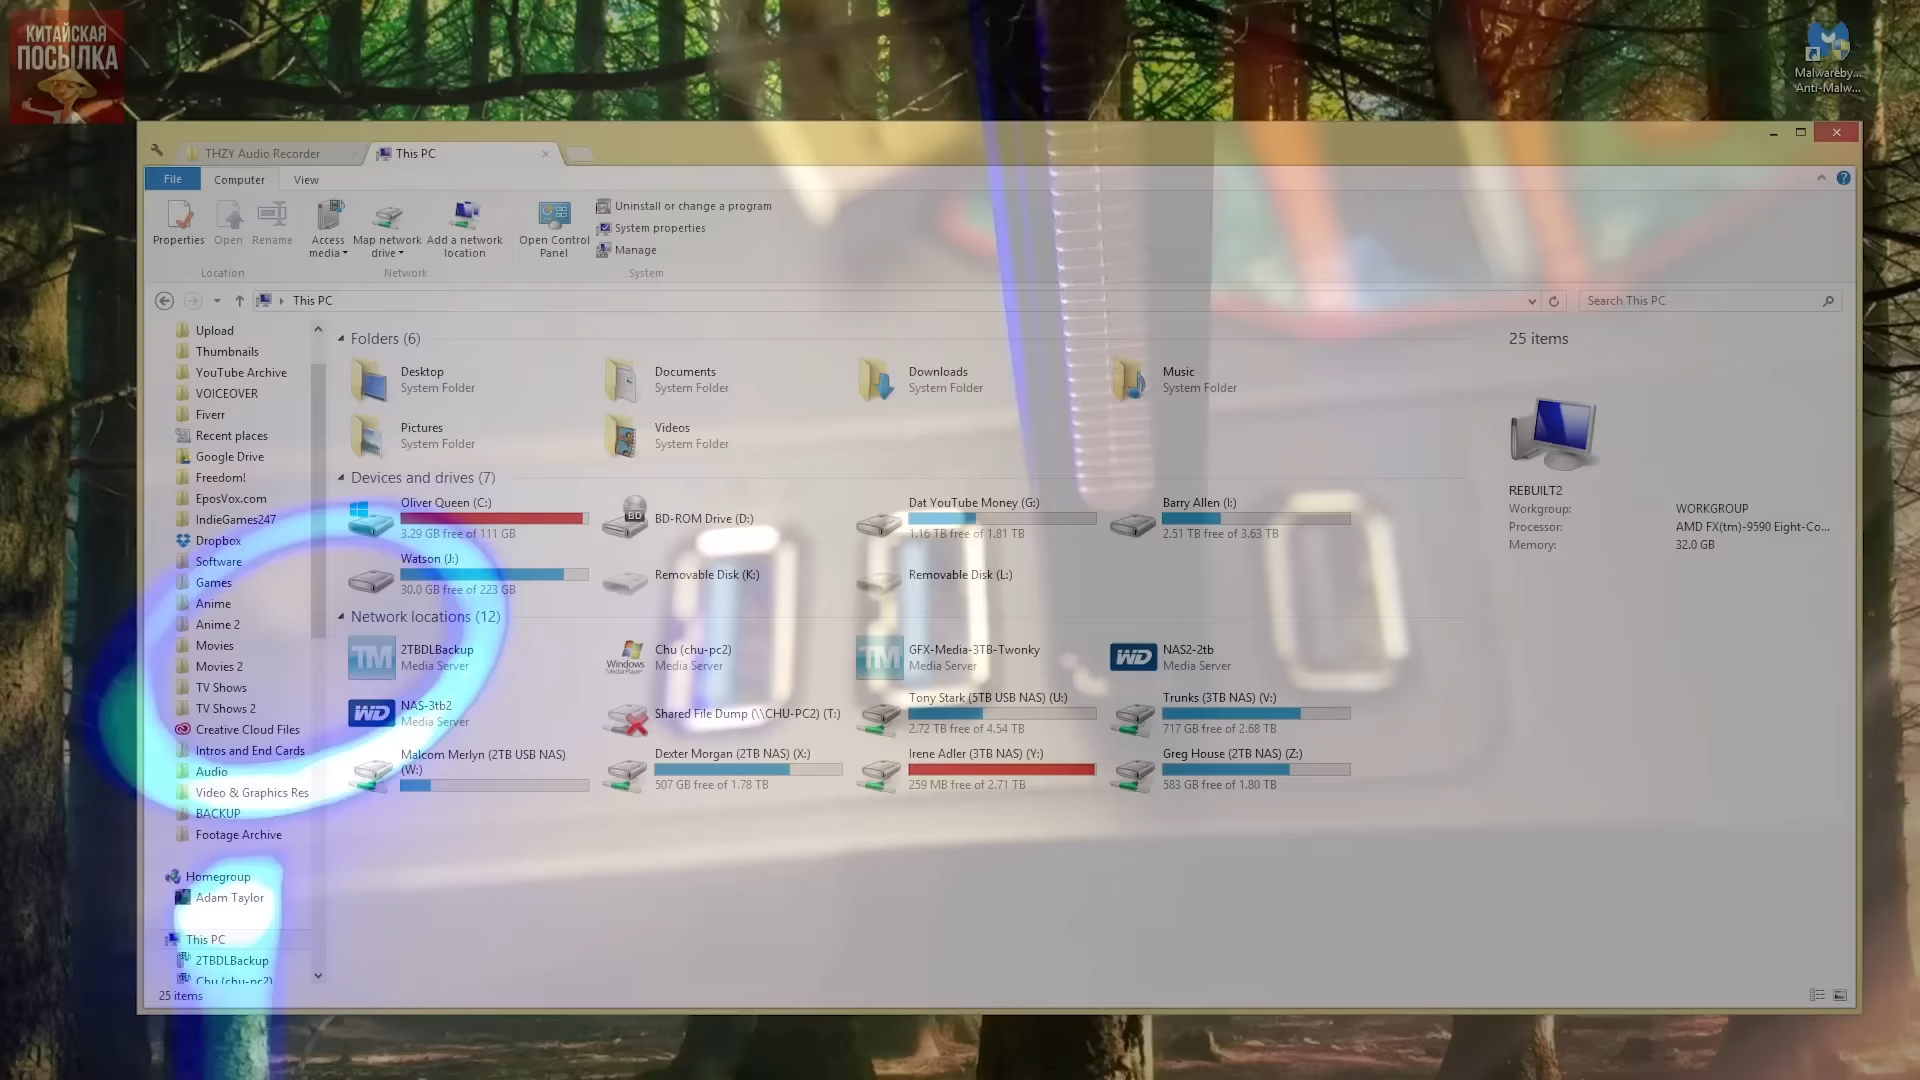 КИТАЙСКАЯ
ПОСЫЛКА
Malwareby...
Anti-Malw...
THZY Audio Recorder
This PC
File
Computer
View
Properties
Open
Rename
Access
media
Map network
drive
Add a network
location
Open Control
Panel
Uninstall or change a program
System properties
Manage
Location
Network
System
This PC
Search This PC
Upload
Thumbnails
YouTube Archive
VOICEOVER
Fiverr
Recent places
Google Drive
Freedom!
EposVox.com
IndieGames247
Dropbox
Software
Games
Anime
Anime 2
Movies
Movies 2
TV Shows
TV Shows 2
Creative Cloud Files
Intros and End Cards
Audio
Video & Graphics Res
BACKUP
Footage Archive
Homegroup
Adam Taylor
This PC
2TBDLBackup
Chu (chu-pc2)
25 items
Folders (6)
Desktop
System Folder
Documents
System Folder
Downloads
System Folder
Music
System Folder
Pictures
System Folder
Videos
System Folder
Devices and drives (7)
Oliver Queen (C:)
3.29 GB free of 111 GB
BD
BD-ROM Drive (D:)
Dat YouTube Money (G:)
1.16 TB free of 1.81 TB
Barry Allen (I:)
2.51 TB free of 3.63 TB
Watson (J:)
30.0 GB free of 223 GB
Removable Disk (K:)
Removable Disk (L:)
Network locations (12)
TM
2TBDLBackup
Media Server
Windows
Media Player
Chu (chu-pc2)
Media Server
TM
GFX-Media-3TB-Twonky
Media Server
WD
NAS2-2tb
Media Server
WD
NAS-3tb2
Media Server
Shared File Dump (\\CHU-PC2) (T:)
Tony Stark (5TB USB NAS) (U:)
2.72 TB free of 4.54 TB
Trunks (3TB NAS) (V:)
717 GB free of 2.68 TB
Malcom Merlyn (2TB USB NAS)
(W:)
Dexter Morgan (2TB NAS) (X:)
507 GB free of 1.78 TB
Irene Adler (3TB NAS) (Y:)
259 MB free of 2.71 TB
Greg House (2TB NAS) (Z:)
583 GB free of 1.80 TB
25 items
REBUILT2
Workgroup:
WORKGROUP
Processor:
AMD FX(tm)-9590 Eight-Co...
Memory:
32.0 GB